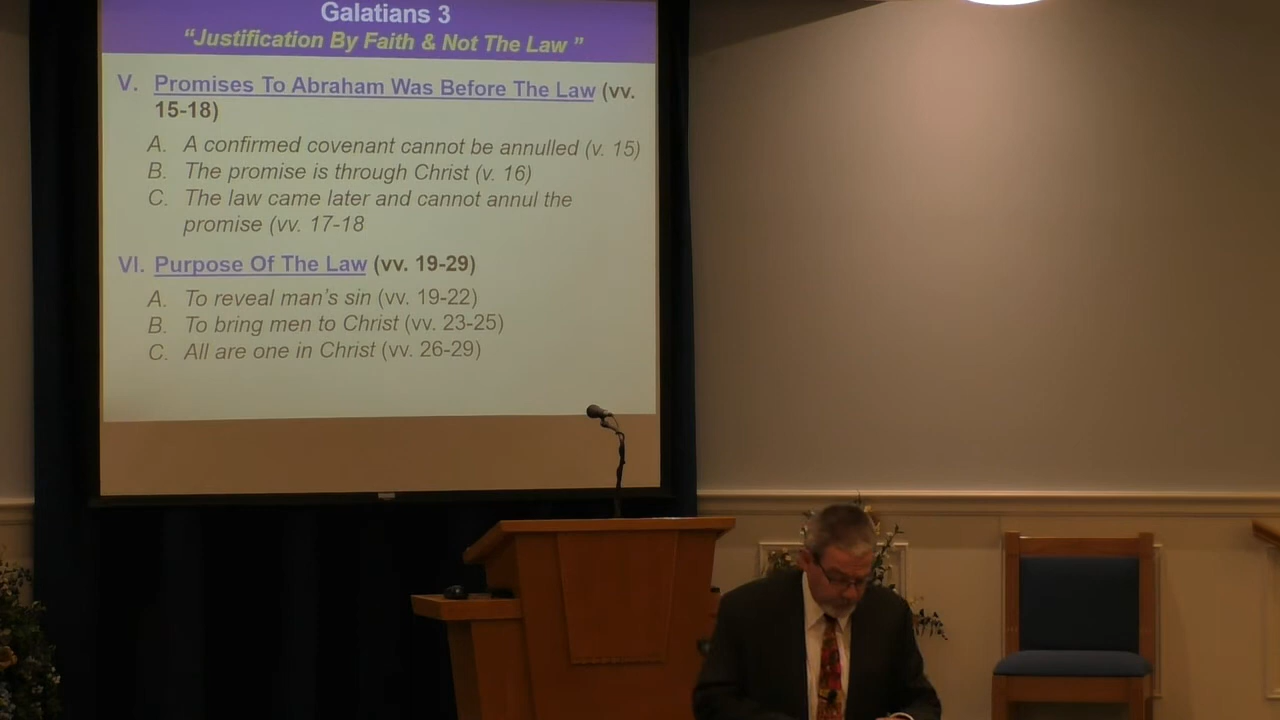 Galatians 3
“Justification By Faith & Not The Law ”
V. Promises To Abraham Was Before The Law (vv.
15-18)
A. A confirmed covenant cannot be annulled (v. 15)
B. The promise is through Christ (v. 16)
C. The law came later and cannot annul the
promise (vv. 17-18
VI. Purpose Of The Law (vv. 19-29)
A. To reveal man’s sin (vv. 19-22)
B. To bring men to Christ (vv. 23-25)
C. All are one in Christ (vv. 26-29)